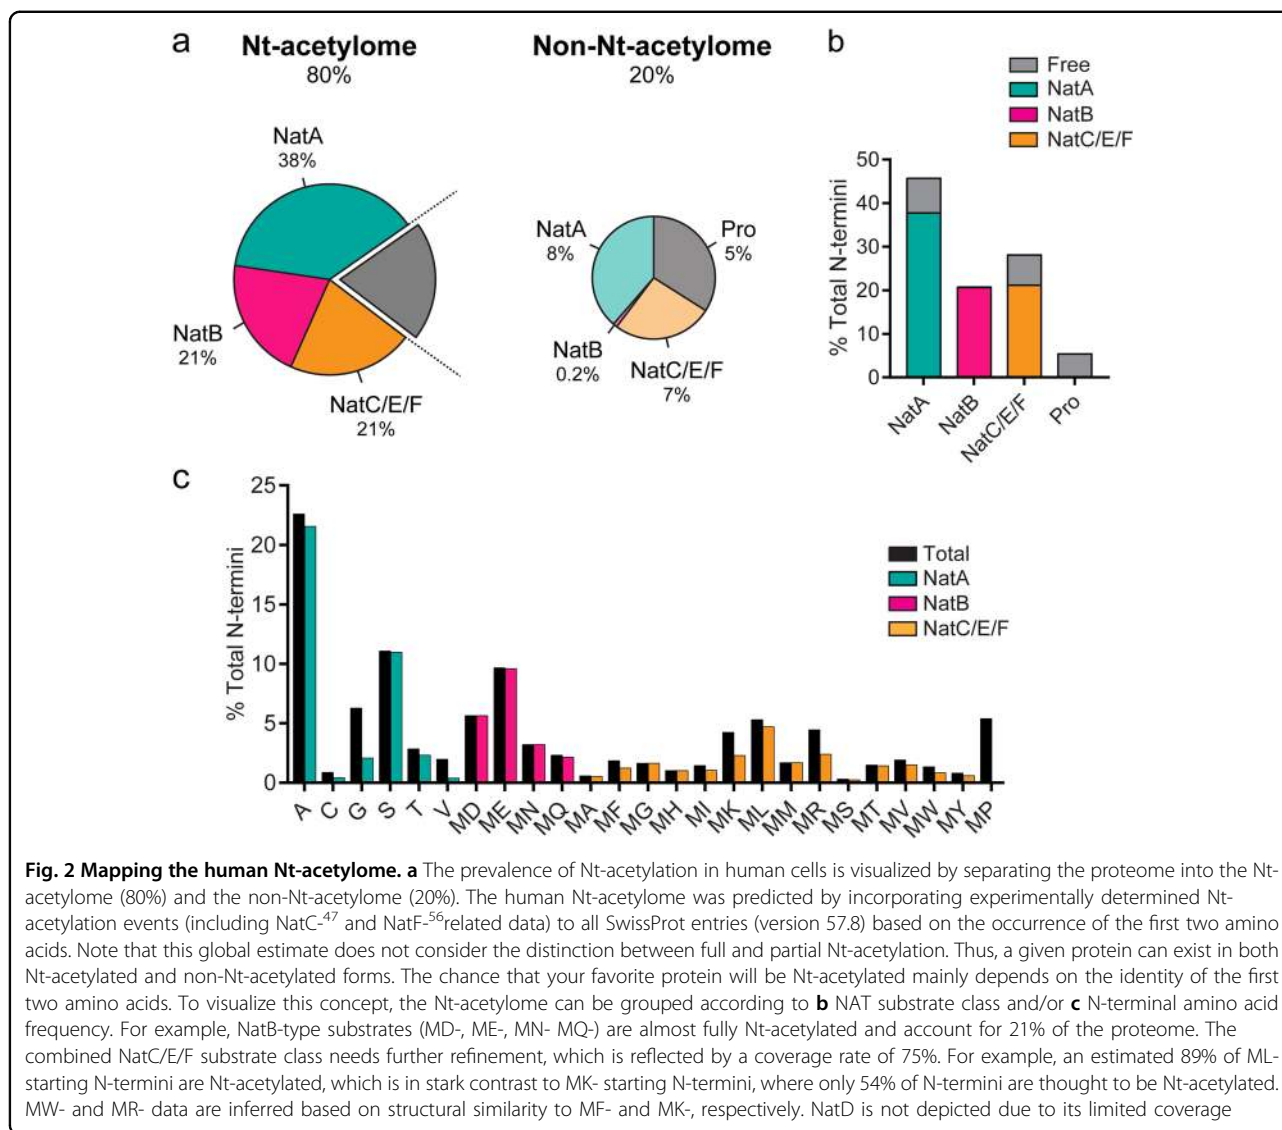 a
Nt-acetylome
80%
NatA
38%
NatB
21%
NatC/E/F
21%
Non-Nt-acetylome
20%
NatA
8%
Pro
5%
NatB
0.2%
NatC/E/F
7%
b
Free
NatA
NatB
NatC/E/F
% Total N-termini
50
40
30
20
10
0
NatA
NatB
NatC/E/F
Pro
c
% Total N-termini
25
20
15
10
5
0
Total
NatA
NatB
NatC/E/F
A
C
G
S
T
V
MD
ME
MN
MQ
MA
MF
MG
MH
MI
MK
ML
MM
MR
MS
MT
MV
MW
MY
MP
Fig. 2 Mapping the human Nt-acetylome. a The prevalence of Nt-acetylation in human cells is visualized by separating the proteome into the Nt-
acetylome (80%) and the non-Nt-acetylome (20%). The human Nt-acetylome was predicted by incorporating experimentally determined Nt-
acetylation events (including NatC-47 and NatF-56related data) to all SwissProt entries (version 57.8) based on the occurrence of the first two amino
acids. Note that this global estimate does not consider the distinction between full and partial Nt-acetylation. Thus, a given protein can exist in both
Nt-acetylated and non-Nt-acetylated forms. The chance that your favorite protein will be Nt-acetylated mainly depends on the identity of the first
two amino acids. To visualize this concept, the Nt-acetylome can be grouped according to b NAT substrate class and/or c N-terminal amino acid
frequency. For example, NatB-type substrates (MD-, ME-, MN- MQ-) are almost fully Nt-acetylated and account for 21% of the proteome. The
combined NatC/E/F substrate class needs further refinement, which is reflected by a coverage rate of 75%. For example, an estimated 89% of ML-
starting N-termini are Nt-acetylated, which is in stark contrast to MK- starting N-termini, where only 54% of N-termini are thought to be Nt-acetylated.
MW- and MR- data are inferred based on structural similarity to MF- and MK-, respectively. NatD is not depicted due to its limited coverage